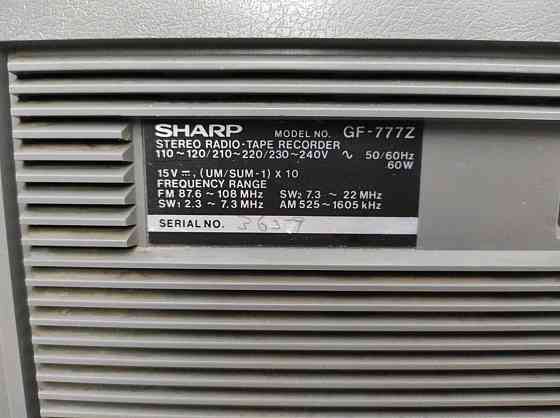 SHARP MODEL NO. GF-777Z
STEREO RADIO-TAPE RECORDER
110~120/210~220/230~240V ∿ 50/60Hz
60W
15V⎓, (UM/SUM-1) X 10
FREQUENCY RANGE
FM 87.6~108 MHz SW2 7.3~22 MHz
SW1 2.3~7.3 MHz AM 525~1605 kHz
SERIAL NO. 3637